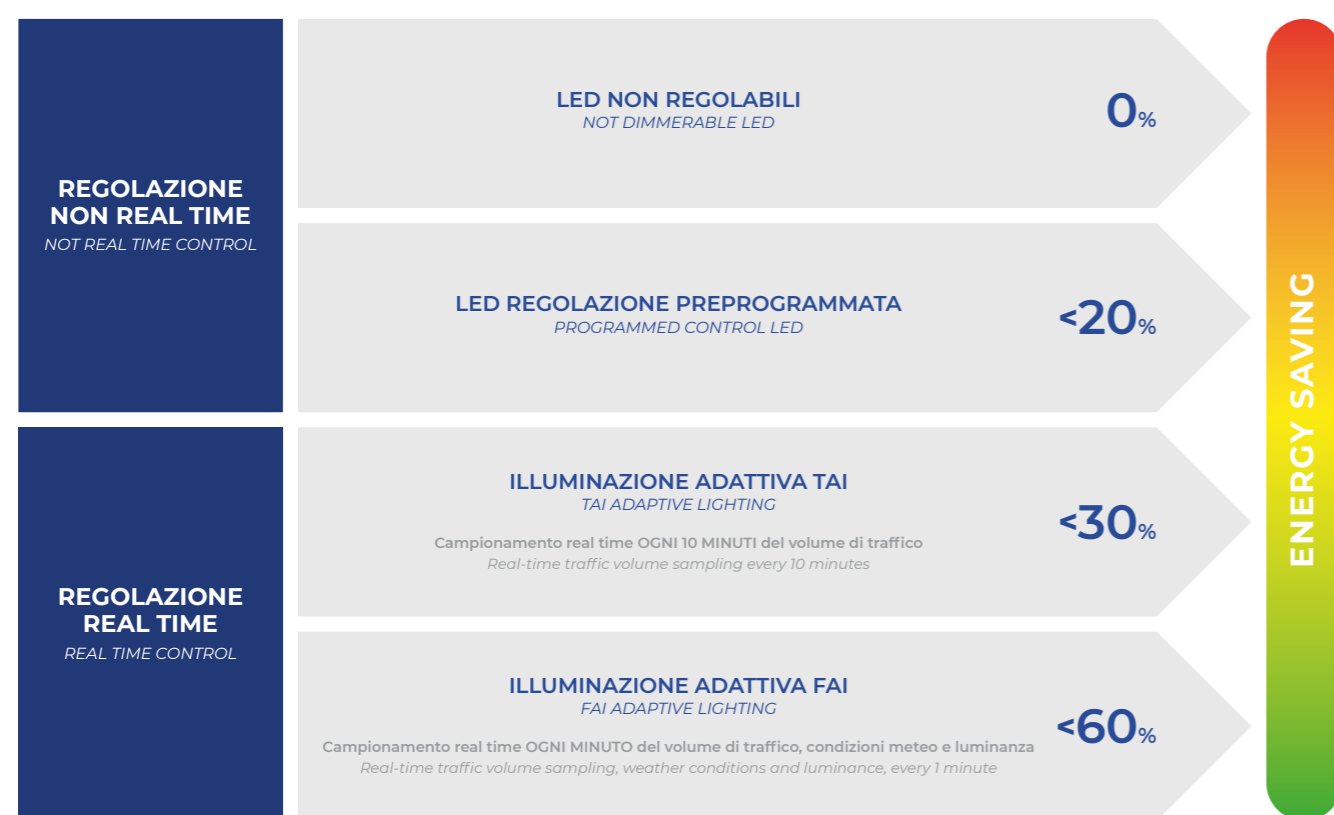 REGOLAZIONE
NON REAL TIME
NOT REAL TIME CONTROL
LED NON REGOLABILI
NOT DIMMERABLE LED
0%
LED REGOLAZIONE PREPROGRAMMATA
PROGRAMMED CONTROL LED
<20%
REGOLAZIONE
REAL TIME
REAL TIME CONTROL
ILLUMINAZIONE ADATTIVA TAI
TAI ADAPTIVE LIGHTING
Campionamento real time OGNI 10 MINUTI del volume di traffico
Real-time traffic volume sampling every 10 minutes
<30%
ILLUMINAZIONE ADATTIVA FAI
FAI ADAPTIVE LIGHTING
Campionamento real time OGNI MINUTO del volume di traffico, condizioni meteo e luminanza
Real-time traffic volume sampling, weather conditions and luminance, every 1 minute
<60%
ENERGY SAVING